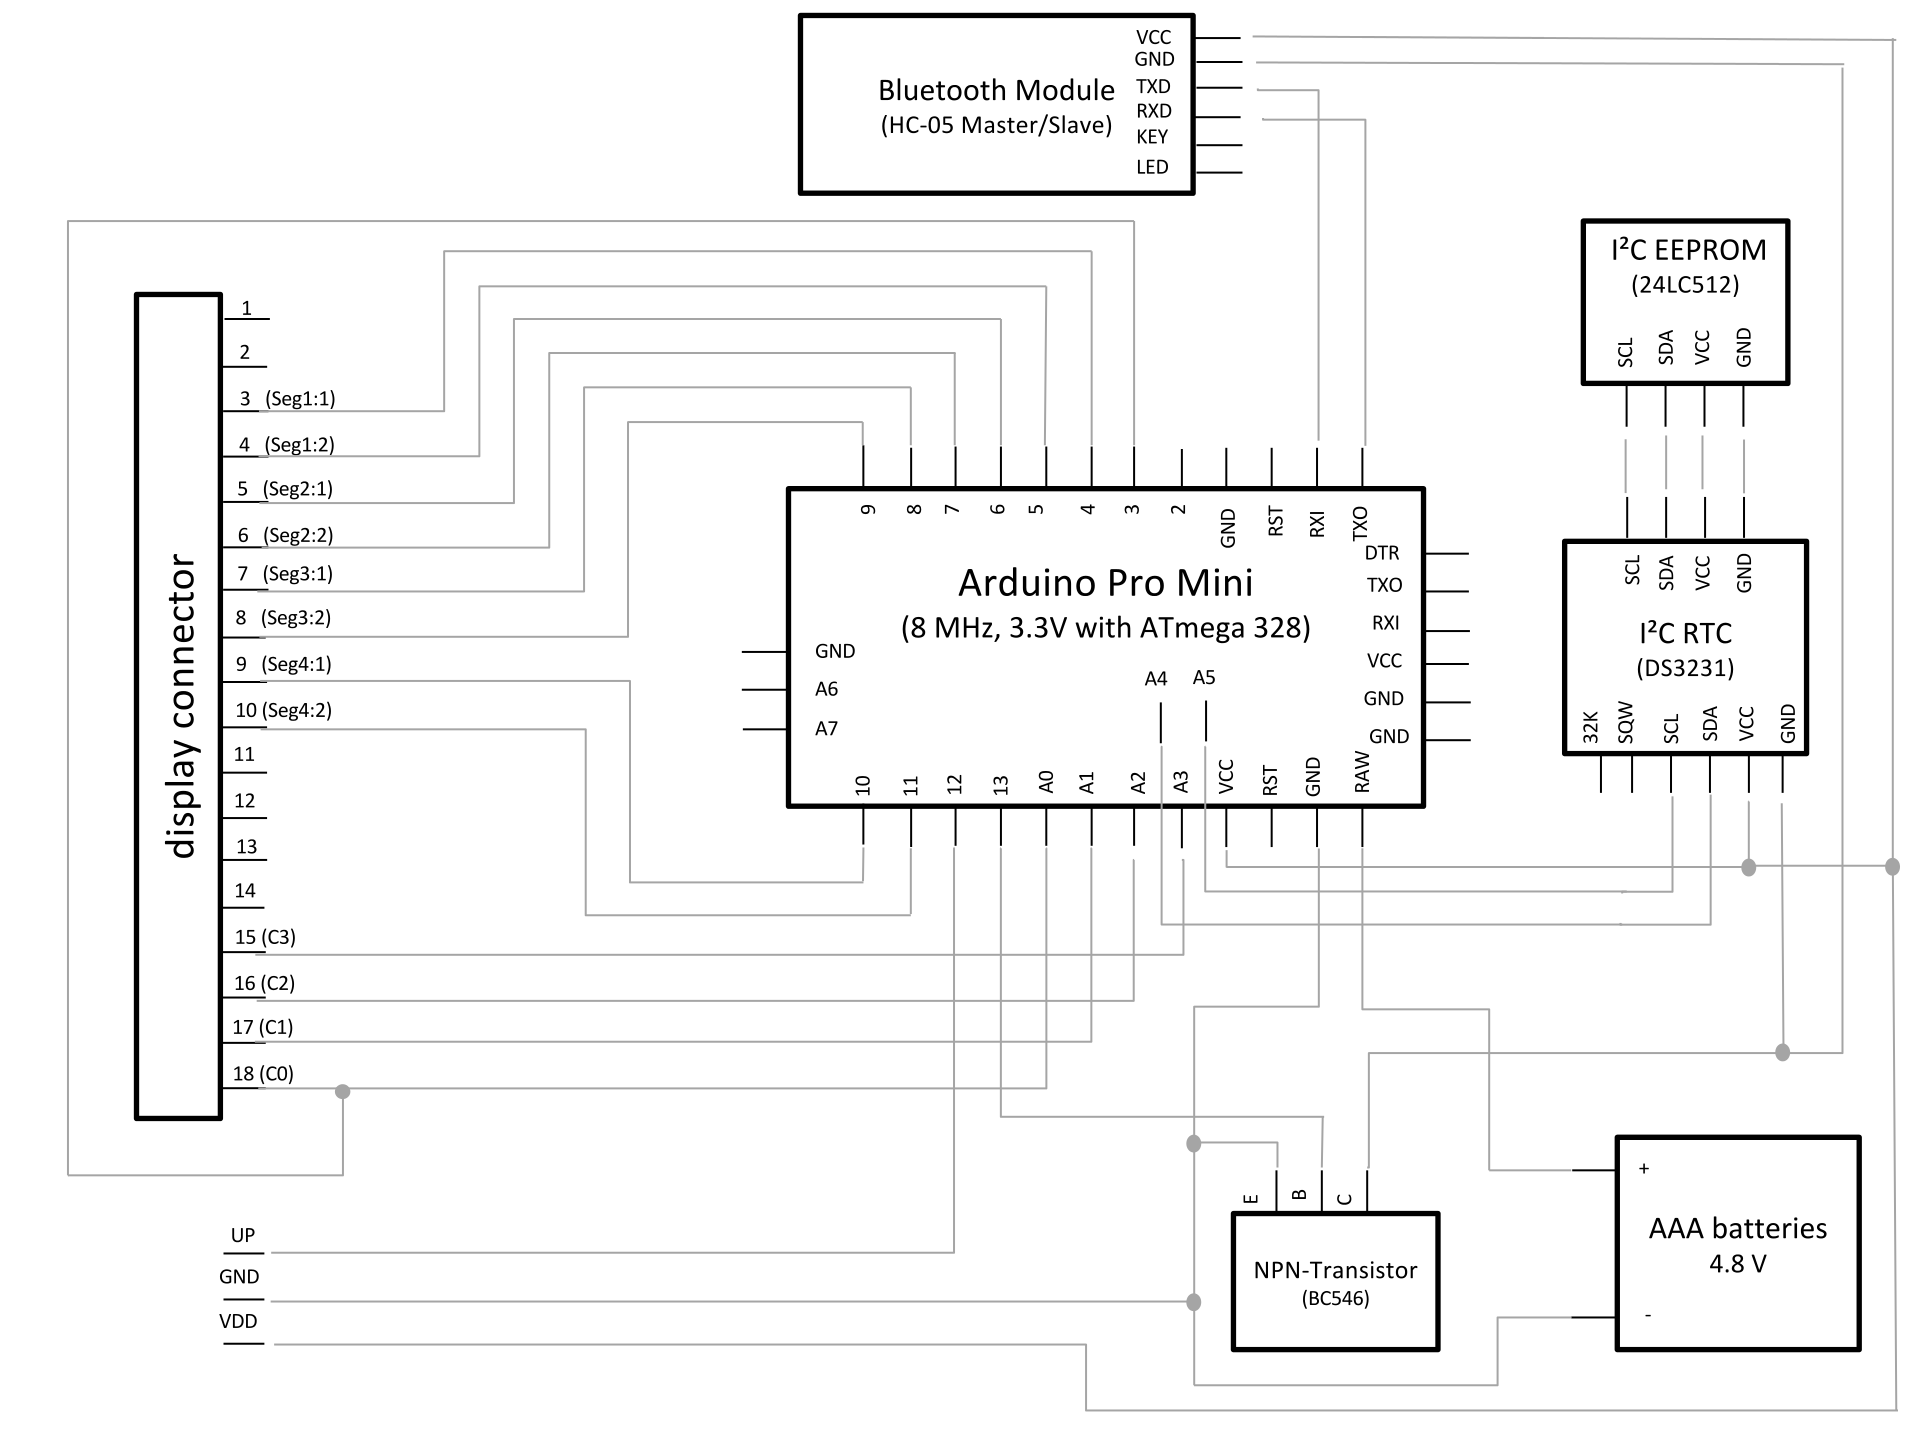 Bluetooth Module
(HC-05 Master/Slave)
VCC
GND
TXD
RXD
KEY
LED
I²C EEPROM
(24LC512)
SCL
SDA
VCC
GND
display connector
1
2
3 (Seg1:1)
4 (Seg1:2)
5 (Seg2:1)
6 (Seg2:2)
7 (Seg3:1)
8 (Seg3:2)
9 (Seg4:1)
10 (Seg4:2)
11
12
13
14
15 (C3)
16 (C2)
17 (C1)
18 (C0)
UP
GND
VDD
9
8
7
6
5
4
3
2
GND
RST
RXI
TXO
Arduino Pro Mini
(8 MHz, 3.3V with ATmega 328)
DTR
TXO
RXI
VCC
GND
GND
GND
A6
A7
A4
A5
10
11
12
13
A0
A1
A2
A3
VCC
RST
GND
RAW
SCL
SDA
VCC
GND
I²C RTC
(DS3231)
32K
SQW
SCL
SDA
VCC
GND
E
B
C
NPN-Transistor
(BC546)
+
AAA batteries
4.8 V
-